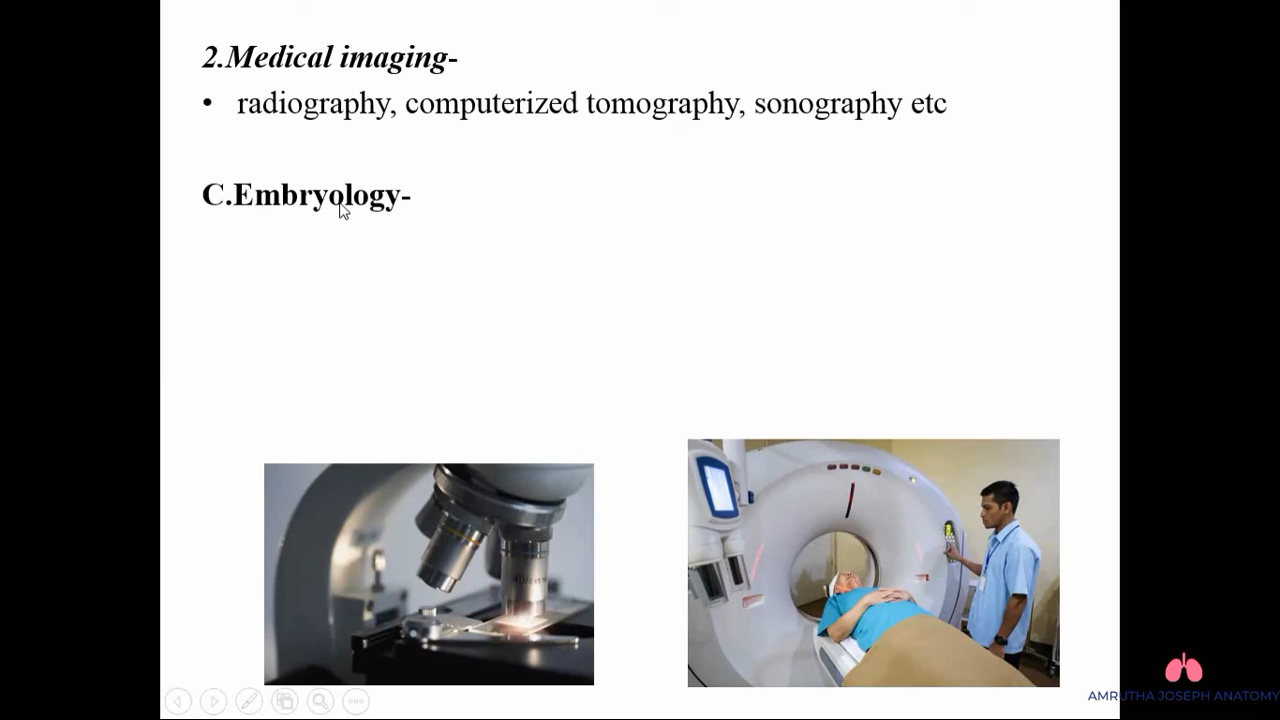 2.Medical imaging-
• radiography, computerized tomography, sonography etc
C.Embryology-
AMRUTHA JOSEPH ANATOMY